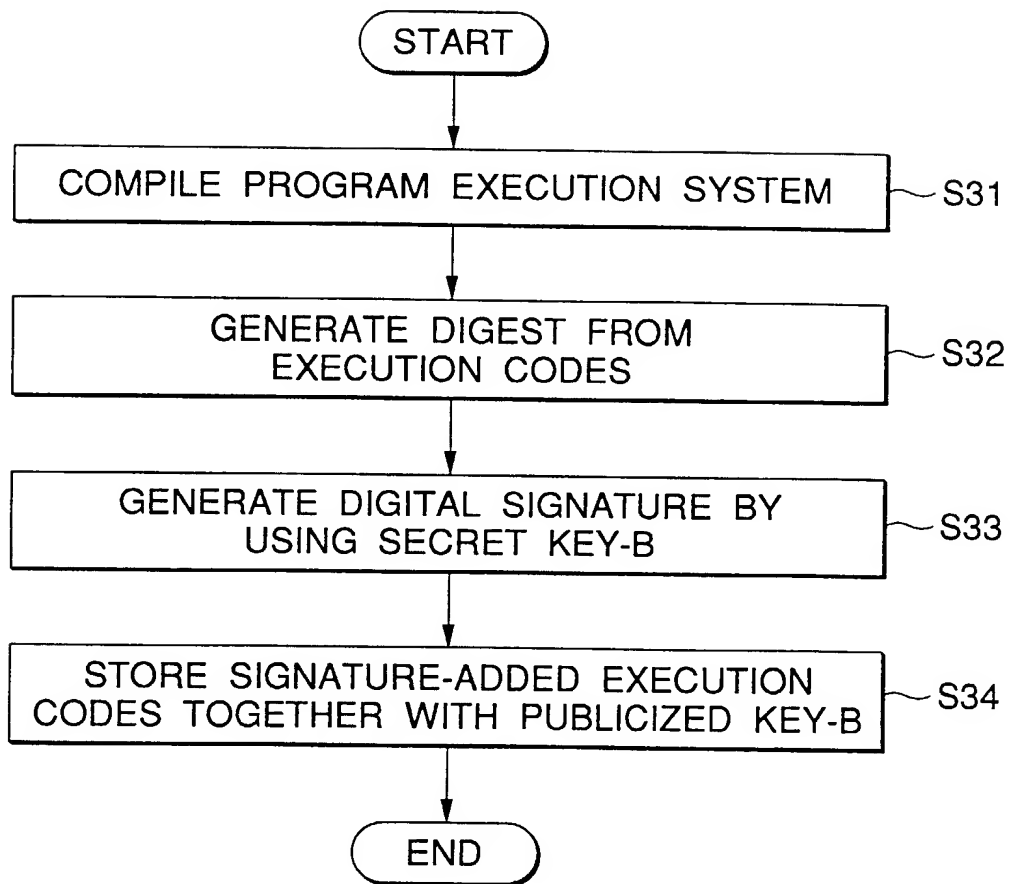 START
COMPILE PROGRAM EXECUTION SYSTEM
S31
GENERATE DIGEST FROM
EXECUTION CODES
S32
GENERATE DIGITAL SIGNATURE BY
USING SECRET KEY-B
S33
STORE SIGNATURE-ADDED EXECUTION
CODES TOGETHER WITH PUBLICIZED KEY-B
S34
END